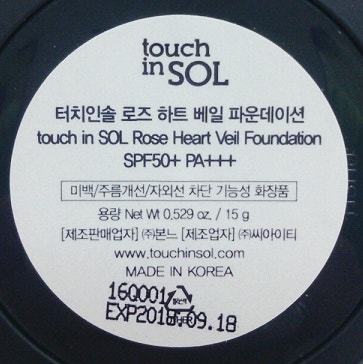 touch
in SOL
터치인솔 로즈 하트 베일 파운데이션
touch in SOL Rose Heart Veil Foundation
SPF50+ PA+++
미백/주름개선/자외선 차단 기능성 화장품
용량 Net Wt 0.529 oz. / 15 g
[제조판매업자] ㈜본느 [제조업자] ㈜씨아이티
www.touchinsol.com
MADE IN KOREA
16Q001
09.18